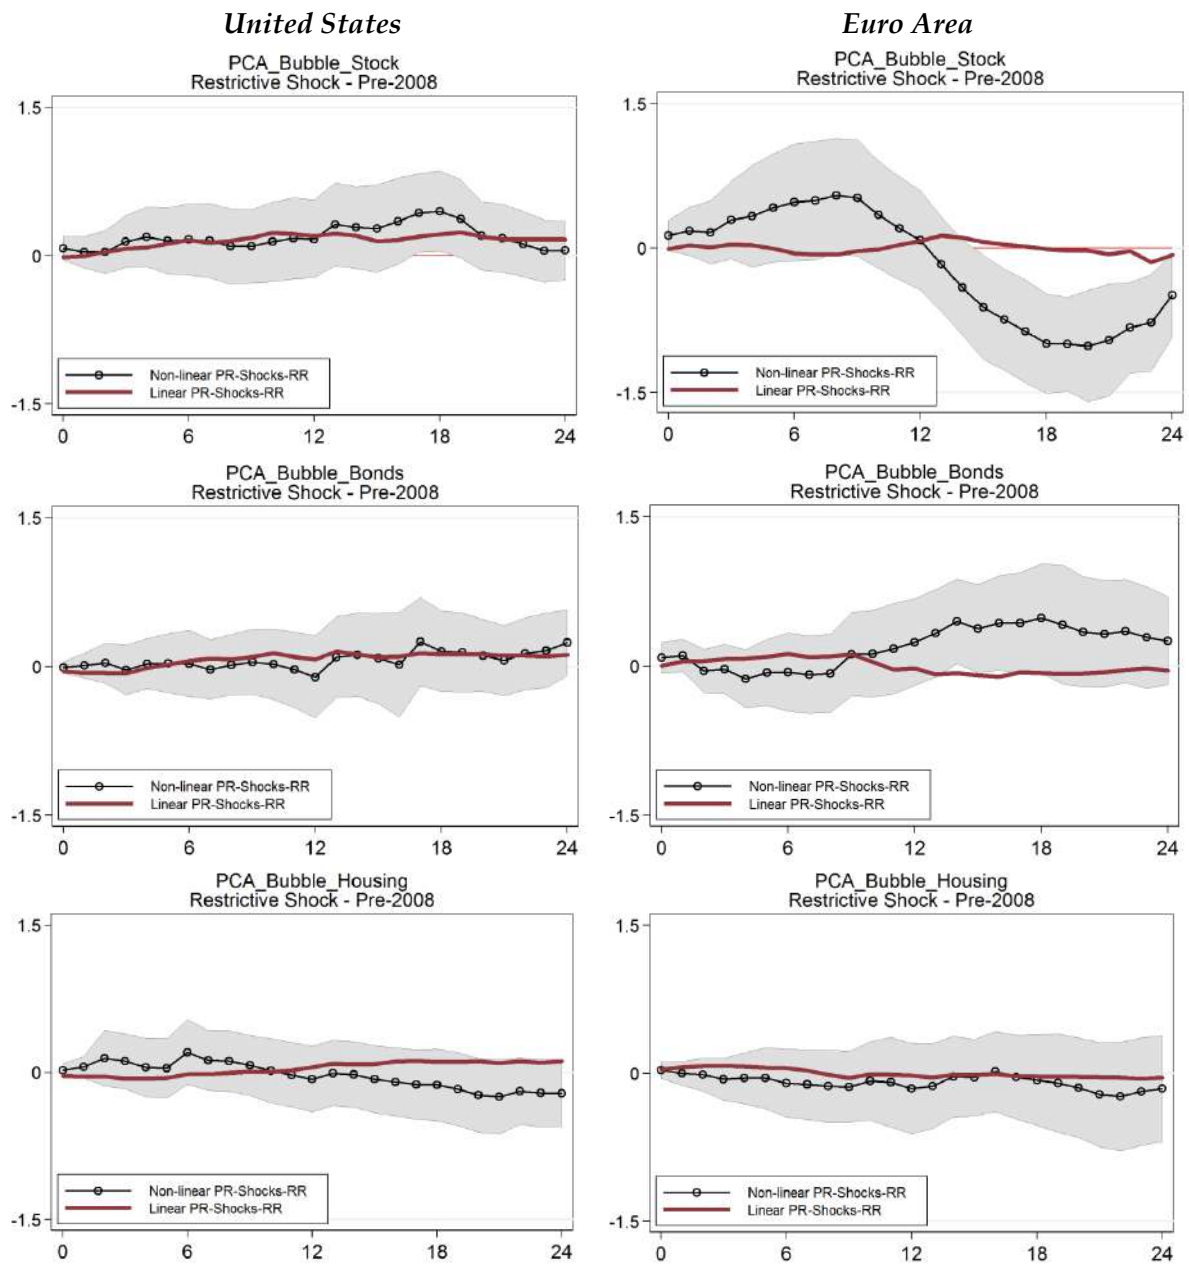 United States
Euro Area
PCA_Bubble_Stock
Restrictive Shock - Pre-2008
1.5
0
-1.5
Non-linear PR-Shocks-RR
Linear PR-Shocks-RR
0 6 12 18 24
PCA_Bubble_Stock
Restrictive Shock - Pre-2008
1.5
0
-1.5
Non-linear PR-Shocks-RR
Linear PR-Shocks-RR
0 6 12 18 24
PCA_Bubble_Bonds
Restrictive Shock - Pre-2008
1.5
0
-1.5
Non-linear PR-Shocks-RR
Linear PR-Shocks-RR
0 6 12 18 24
PCA_Bubble_Bonds
Restrictive Shock - Pre-2008
1.5
0
-1.5
Non-linear PR-Shocks-RR
Linear PR-Shocks-RR
0 6 12 18 24
PCA_Bubble_Housing
Restrictive Shock - Pre-2008
1.5
0
-1.5
Non-linear PR-Shocks-RR
Linear PR-Shocks-RR
0 6 12 18 24
PCA_Bubble_Housing
Restrictive Shock - Pre-2008
1.5
0
-1.5
Non-linear PR-Shocks-RR
Linear PR-Shocks-RR
0 6 12 18 24